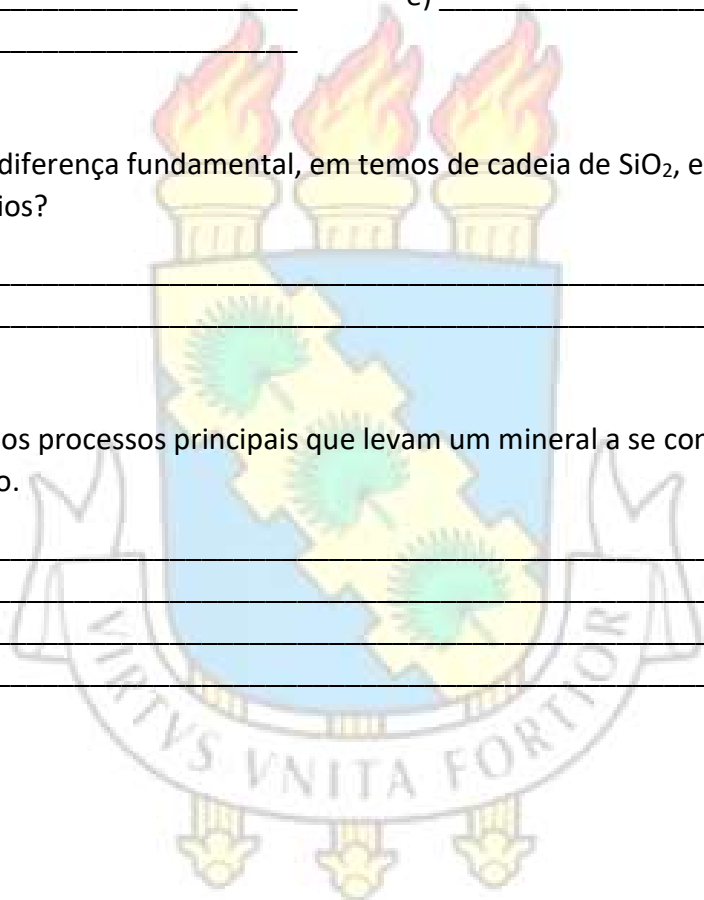 e)
diferença fundamental, em temos de cadeia de SiO₂, e
ios?
os processos principais que levam um mineral a se con
o.
VIRTVS VNITA FORTIOR